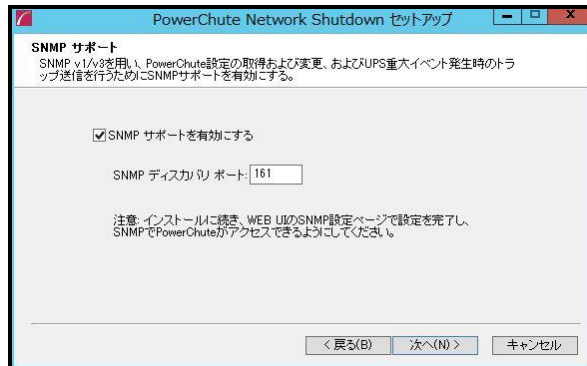 PowerChute Network Shutdown セットアップ
SNMP サポート
SNMP v1/v3を用い、PowerChute設定の取得および変更、およびUPS重大イベント発生時のトラ
ップ送信を行うためにSNMPサポートを有効にする。
SNMP サポートを有効にする
SNMP ディスカバリ ポート: 161
注意: インストールに続き、WEB UIのSNMP設定ページで設定を完了し、
SNMPでPowerChuteがアクセスできるようにしてください。
< 戻る(B) 次へ(N) > キャンセル